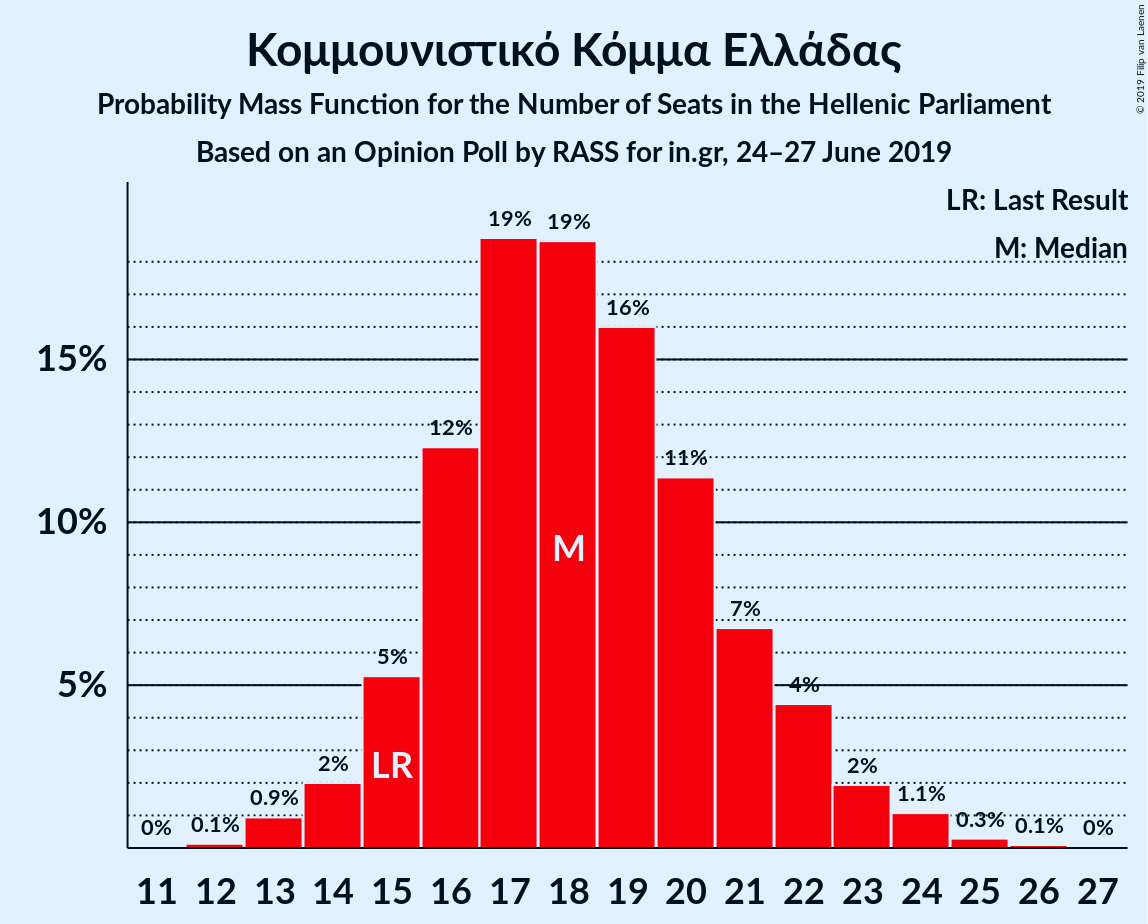 Κομμουνιστικό Κόμμα Ελλάδας
Probability Mass Function for the Number of Seats in the Hellenic Parliament
Based on an Opinion Poll by RASS for in.gr, 24–27 June 2019
© 2019 Filip van Laenen
LR: Last Result
M: Median
15%
10%
5%
0%
0.1%
0.9%
2%
5%
12%
19%
19%
16%
11%
7%
4%
2%
1.1%
0.3%
0.1%
0%
LR
M
11 12 13 14 15 16 17 18 19 20 21 22 23 24 25 26 27